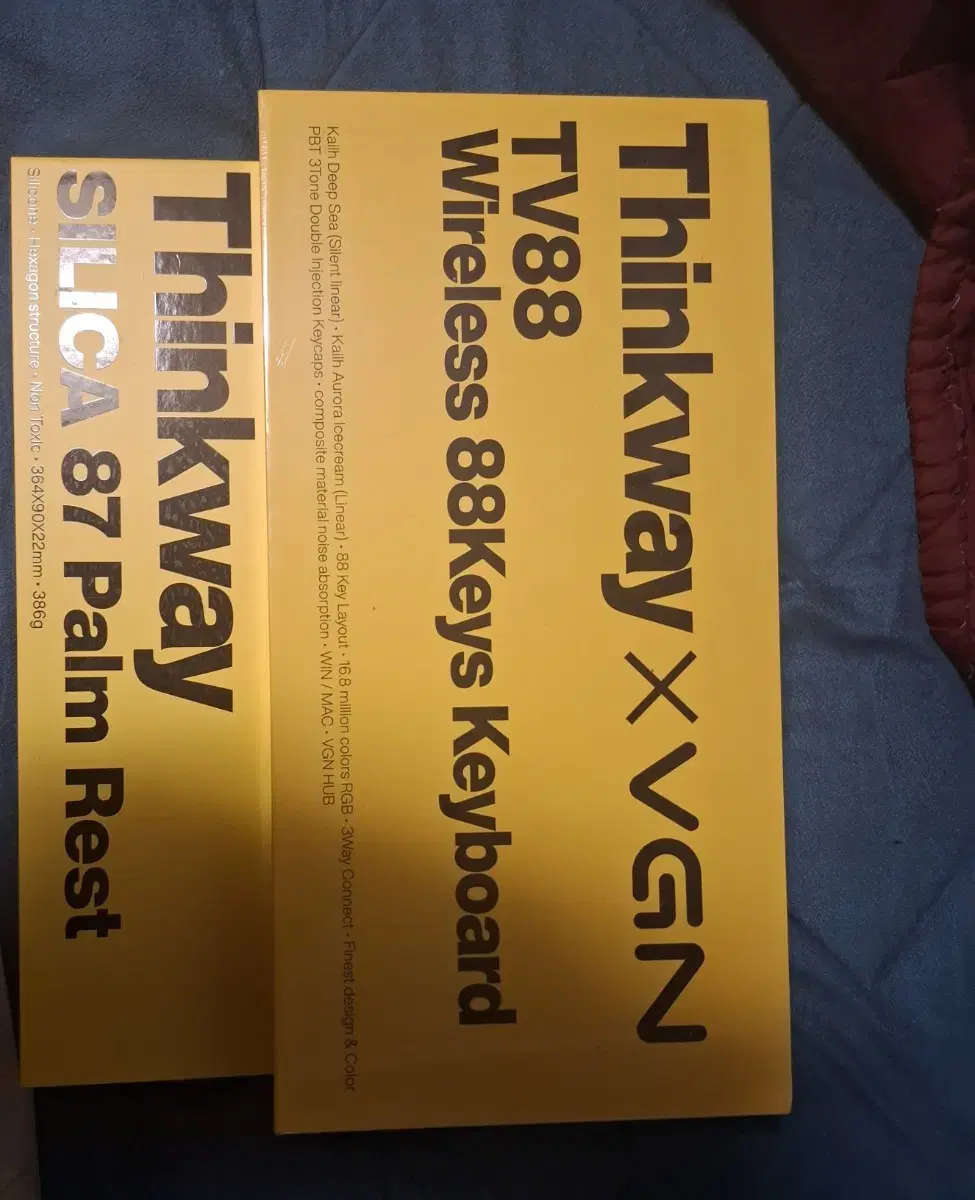 Thinkway X VGN
TV88
Wireless 88Keys Keyboard
Kailh Deep Sea (Silent linear) • Kailh Aurora Icecream (Linear) • 88 Key Layout • 16.8 million colors RGB • 3Way Connect • Finest design & Color
PBT 3Tone Double Injection Keycaps • composite material noise absorption • WIN / MAC • VGN HUB
Thinkway
SILICA 87 Palm Rest
Silicone • Hexagon structure • Non Toxic • 364X90X22mm • 386g